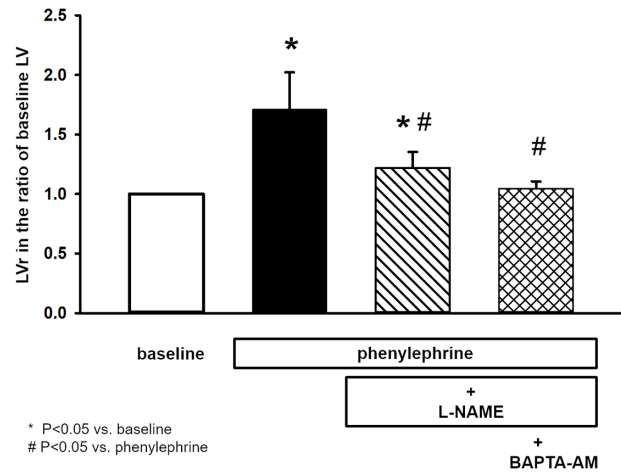 LVr in the ratio of baseline LV
2.5
2.0
1.5
1.0
0.5
0.0
*
* #
#
baseline
phenylephrine
+
L-NAME
+
BAPTA-AM
* P<0.05 vs. baseline
# P<0.05 vs. phenylephrine